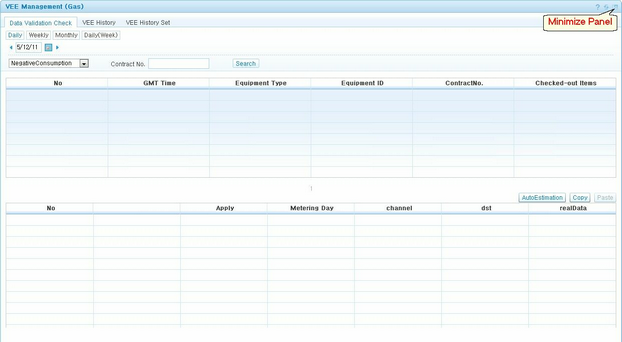 VEE Management (Gas)
?
Minimize Panel
Data Validation Check VEE History VEE History Set
Daily Weekly Monthly Daily(Week)
5/12/11
NegativeConsumption Contract No. Search
No GMT Time Equipment Type Equipment ID ContractNo. Checked-out Items
1
AutoEstimation Copy Paste
No Apply Metering Day channel dst realData